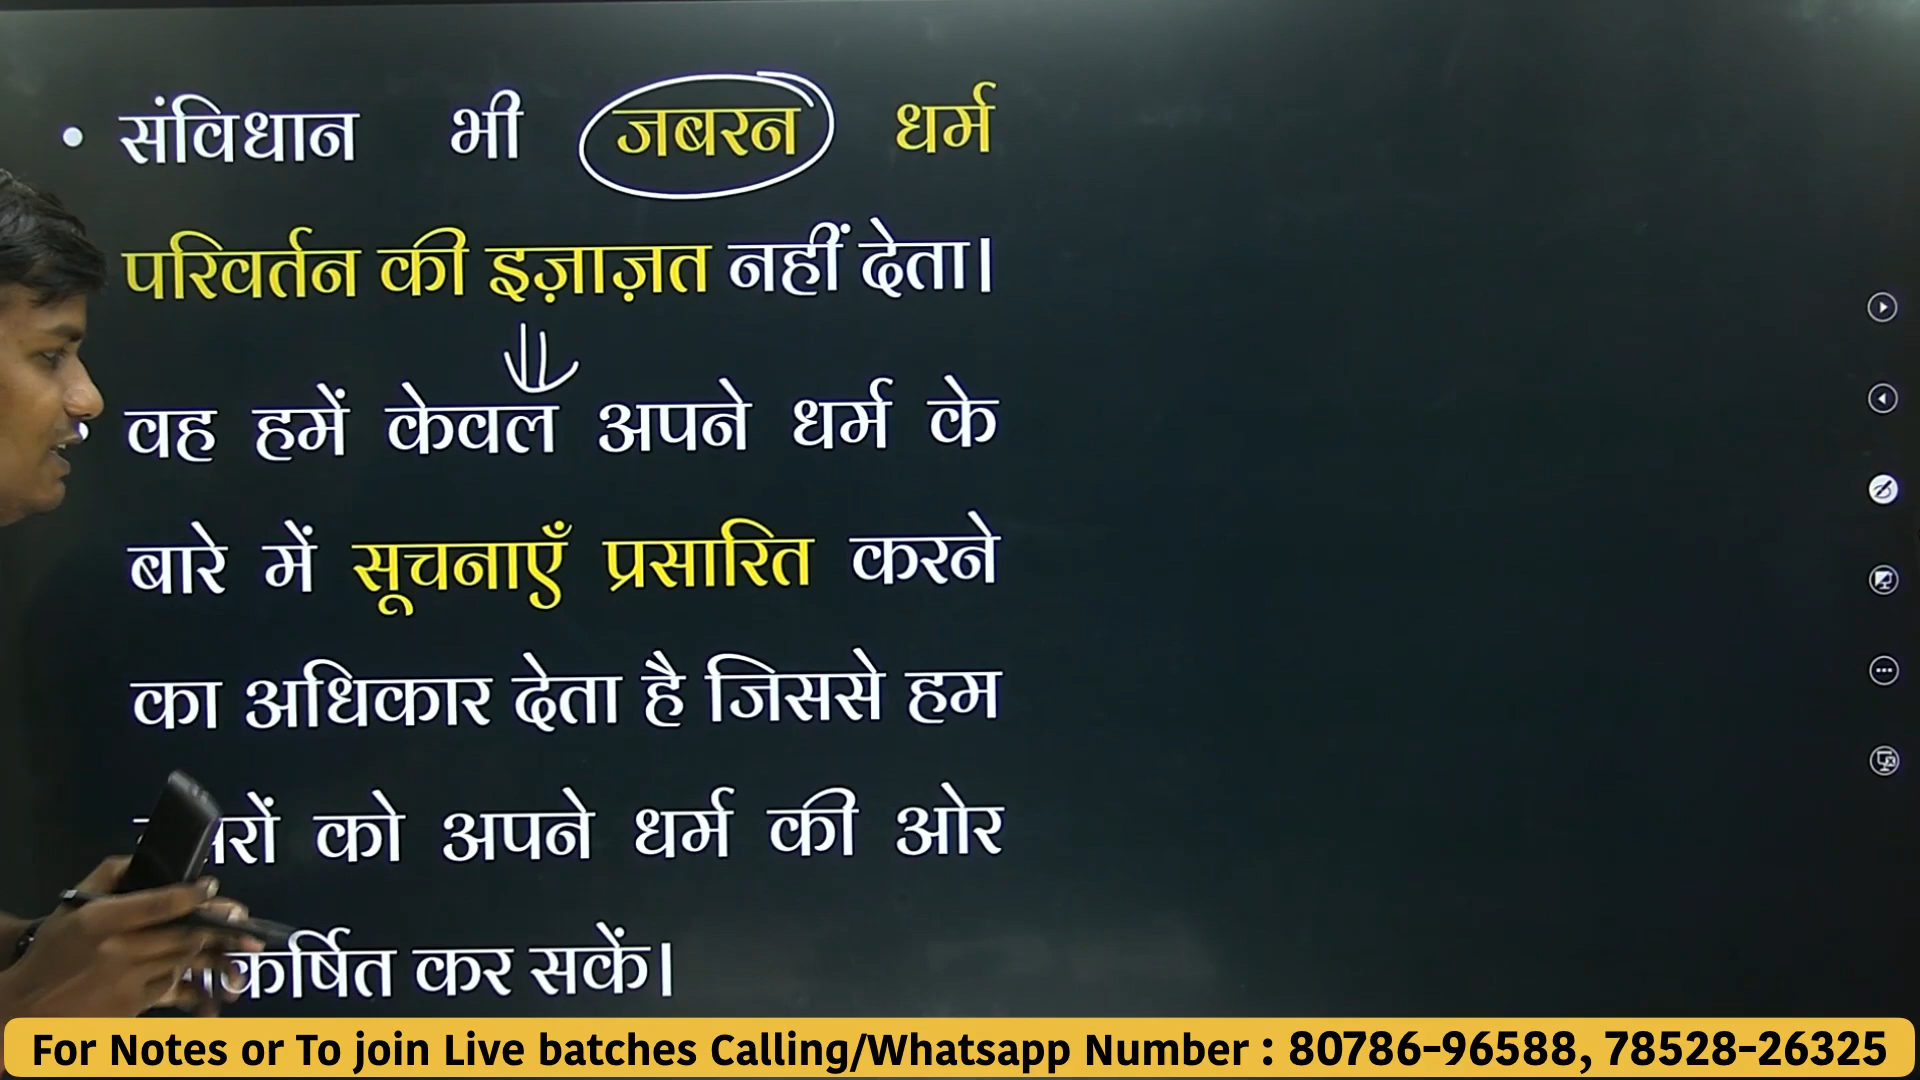 • संविधान भी जबरन धर्म
परिवर्तन की इज़ाज़त नहीं देता।
वह हमें केवल अपने धर्म के
बारे में सूचनाएँ प्रसारित करने
का अधिकार देता है जिससे हम
को अपने धर्म की ओर
कर सकें।
For Notes or To join Live batches Calling/Whatsapp Number : 80786-96588, 78528-26325